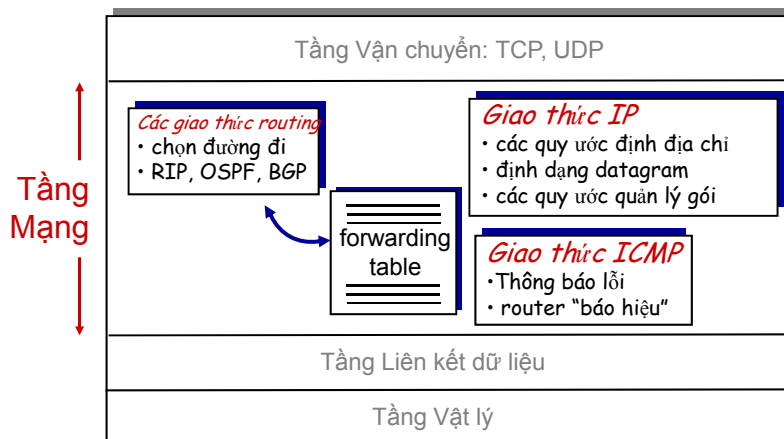 Tầng Vận chuyển: TCP, UDP
Tầng
Mạng
Các giao thức routing
• chọn đường đi
• RIP, OSPF, BGP
forwarding
table
Giao thức IP
• các quy ước định địa chỉ
• định dạng datagram
• các quy ước quản lý gói
Giao thức ICMP
• Thông báo lỗi
• router “báo hiệu”
Tầng Liên kết dữ liệu
Tầng Vật lý